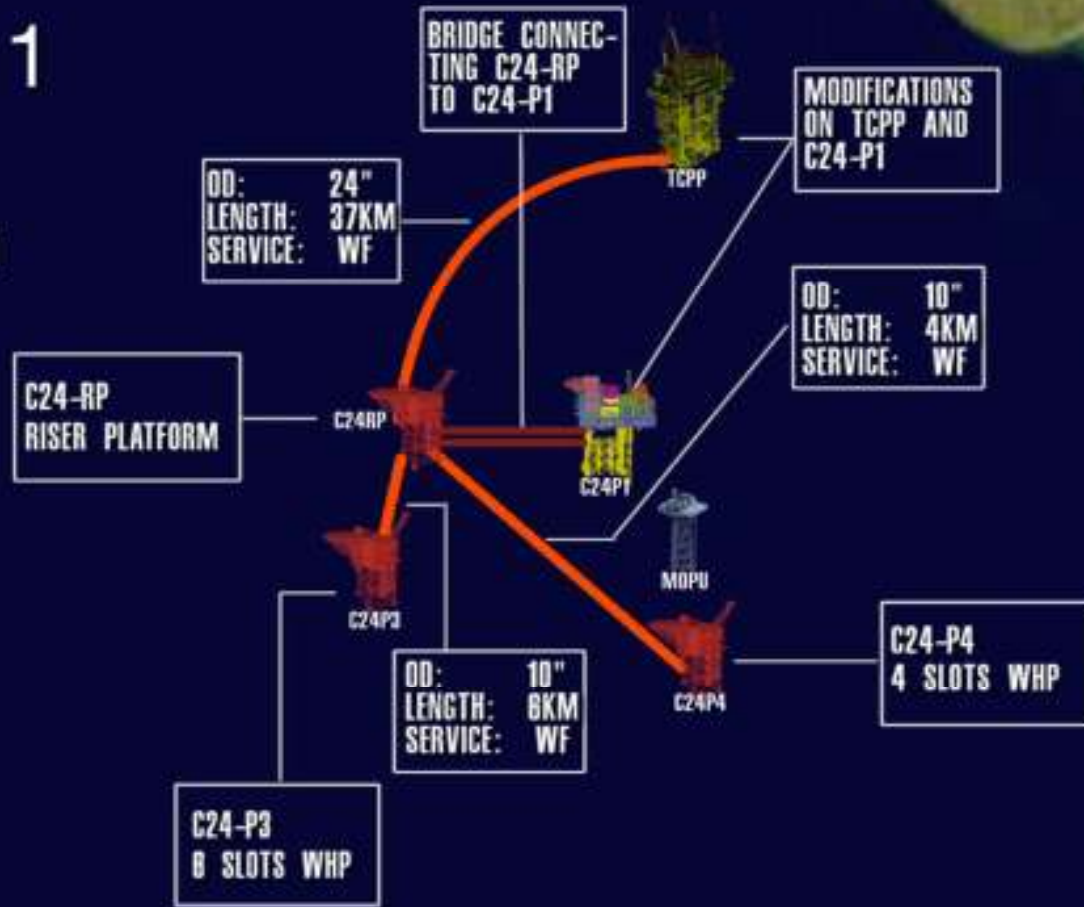 1
BRIDGE CONNEC-
TING C24-RP
TO C24-P1
MODIFICATIONS
ON TCPP AND
C24-P1
TCPP
OD: 24"
LENGTH: 37KM
SERVICE: WF
OD: 10"
LENGTH: 4KM
SERVICE: WF
C24-RP
RISER PLATFORM
C24RP
C24P1
MOPU
C24P3
C24P4
C24-P4
4 SLOTS WHP
OD: 10"
LENGTH:
SERVICE: WF
C24-P3
SLOTS WHP